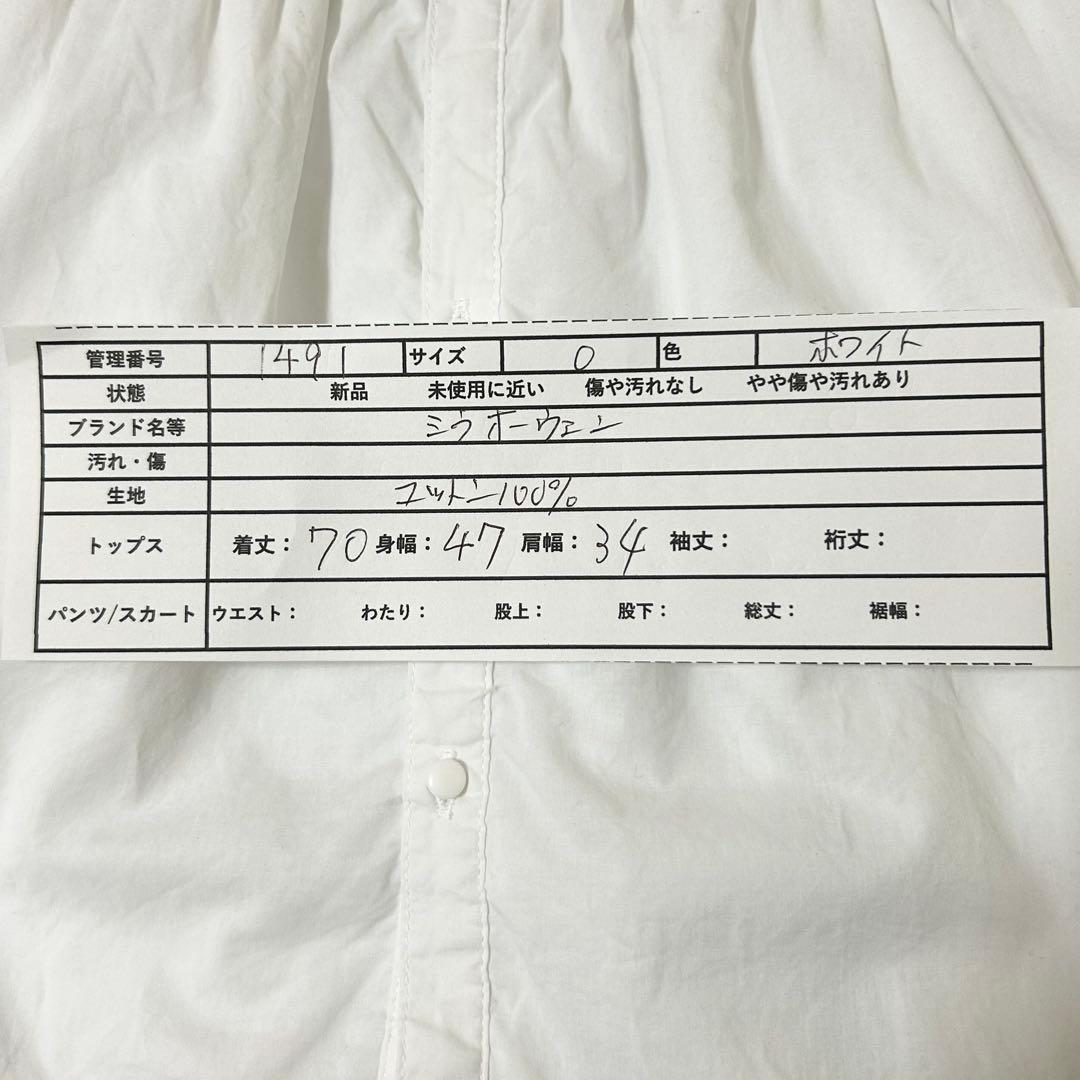 管理番号 1491 サイズ 0 色 ホワイト
状態 新品 未使用に近い 傷や汚れなし やや傷や汚れあり
ブランド名等 ミラオーウェン
汚れ・傷
生地 コットン100%
トップス 着丈： 70 身幅： 47 肩幅： 34 袖丈： 裄丈：
パンツ/スカート ウエスト： わたり： 股上： 股下： 総丈： 裾幅：